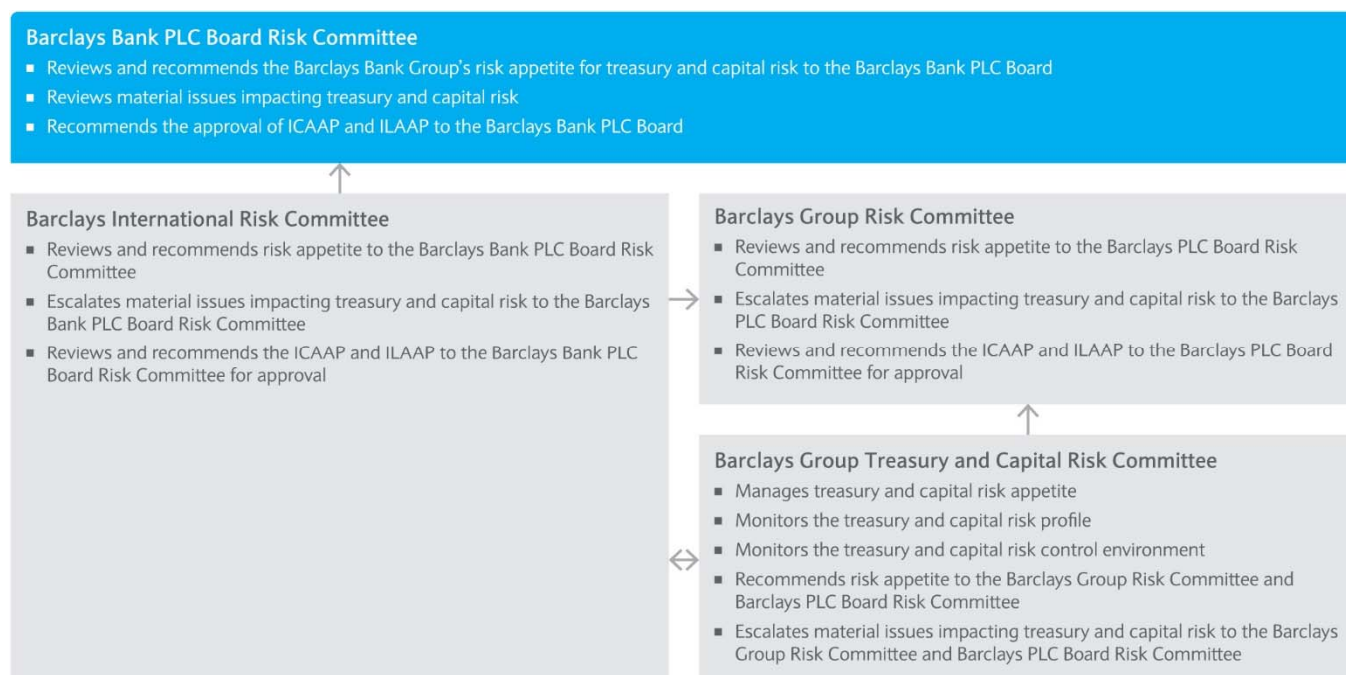 Barclays Bank PLC Board Risk Committee
▪ Reviews and recommends the Barclays Bank Group's risk appetite for treasury and capital risk to the Barclays Bank PLC Board
▪ Reviews material issues impacting treasury and capital risk
▪ Recommends the approval of ICAAP and ILAAP to the Barclays Bank PLC Board
Barclays International Risk Committee
▪ Reviews and recommends risk appetite to the Barclays Bank PLC Board Risk
Committee
▪ Escalates material issues impacting treasury and capital risk to the Barclays
Bank PLC Board Risk Committee
▪ Reviews and recommends the ICAAP and ILAAP to the Barclays Bank PLC
Board Risk Committee for approval
Barclays Group Risk Committee
▪ Reviews and recommends risk appetite to the Barclays PLC Board Risk
Committee
▪ Escalates material issues impacting treasury and capital risk to the Barclays
PLC Board Risk Committee
▪ Reviews and recommends the ICAAP and ILAAP to the Barclays PLC Board
Risk Committee for approval
Barclays Group Treasury and Capital Risk Committee
▪ Manages treasury and capital risk appetite
▪ Monitors the treasury and capital risk profile
▪ Monitors the treasury and capital risk control environment
▪ Recommends risk appetite to the Barclays Group Risk Committee and
Barclays PLC Board Risk Committee
▪ Escalates material issues impacting treasury and capital risk to the Barclays
Group Risk Committee and Barclays PLC Board Risk Committee